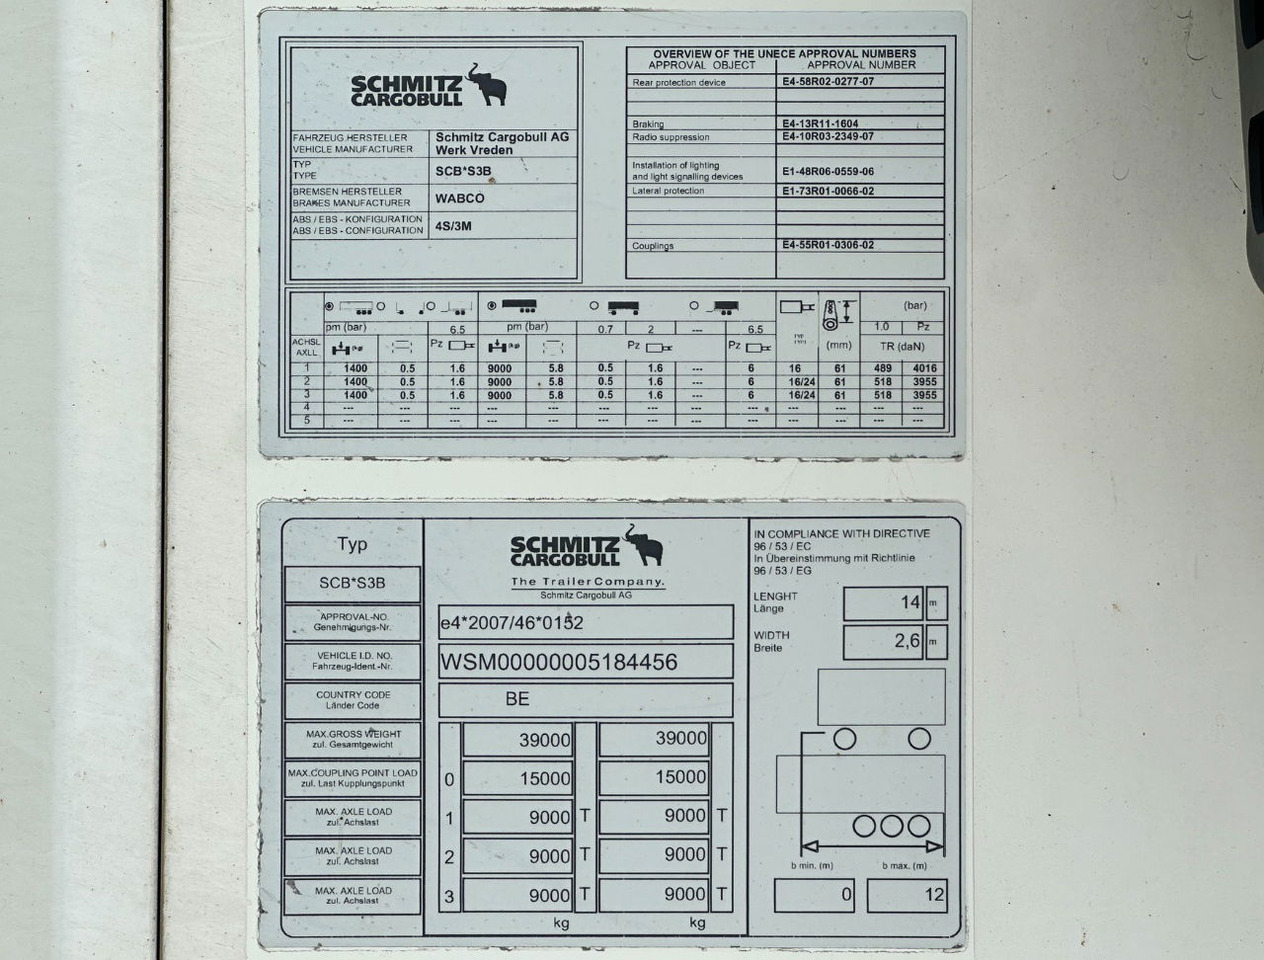 SCHMITZ
CARGOBULL
FAHRZEUG.HERSTELLER
VEHICLE MANUFACTURER
Schmitz Cargobull AG
Werk Vreden
TYP
TYPE
SCB*S3B
BREMSEN HERSTELLER
BRAKES MANUFACTURER
WABCO
ABS / EBS - KONFIGURATION
ABS / EBS - CONFIGURATION
4S/3M
OVERVIEW OF THE UNECE APPROVAL NUMBERS
APPROVAL OBJECT APPROVAL NUMBER
Rear protection device E4-58R02-0277-07
Braking E4-13R11-1604
Radio suppression E4-10R03-2349-07
Installation of lighting
and light signalling devices E1-48R06-0559-06
Lateral protection E1-73R01-0066-02
Couplings E4-55R01-0306-02
(bar)
pm (bar) 6.5 pm (bar) 0.7 2 --- 6.5 1.0 Pz
ACHSL
AXLL
Pz Pz Pz (mm) TR (daN)
1 1400 0.5 1.6 9000 5.8 0.5 1.6 --- 6 16 61 489 4016
2 1400 0.5 1.6 9000 5.8 0.5 1.6 --- 6 16/24 61 518 3955
3 1400 0.5 1.6 9000 5.8 0.5 1.6 --- 6 16/24 61 518 3955
4 --- --- --- --- --- --- --- --- --- --- --- --- ---
5 --- --- --- --- --- --- --- --- --- --- --- --- ---
Typ
SCB*S3B
SCHMITZ
CARGOBULL
The Trailer Company.
Schmitz Cargobull AG
APPROVAL-NO.
Genehmigungs-Nr.
e4*2007/46*0152
VEHICLE I.D. NO.
Fahrzeug-Ident.-Nr.
WSM00000005184456
COUNTRY CODE
Länder Code
BE
MAX.GROSS WEIGHT
zul. Gesamtgewicht
39000 39000
MAX.COUPLING POINT LOAD
zul. Last Kupplungspunkt
0 15000 15000
MAX. AXLE LOAD
zul. Achslast
1 9000 T 9000 T
MAX. AXLE LOAD
zul. Achslast
2 9000 T 9000 T
MAX. AXLE LOAD
zul. Achslast
3 9000 T 9000 T
kg kg
IN COMPLIANCE WITH DIRECTIVE
96 / 53 / EC
In Übereinstimmung mit Richtlinie
96 / 53 / EG
LENGHT
Länge
14 m
WIDTH
Breite
2,6 m
b min. (m) b max. (m)
0 12